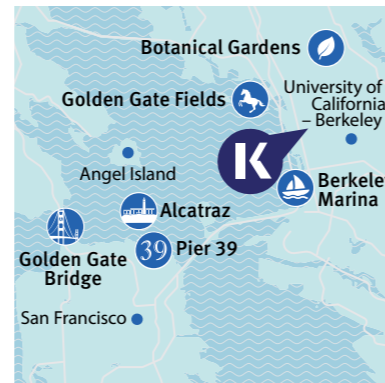 Botanical Gardens
Golden Gate Fields
University of
California
– Berkeley
K
Angel Island
Alcatraz
Berkeley
Marina
39 Pier 39
Golden Gate
Bridge
San Francisco